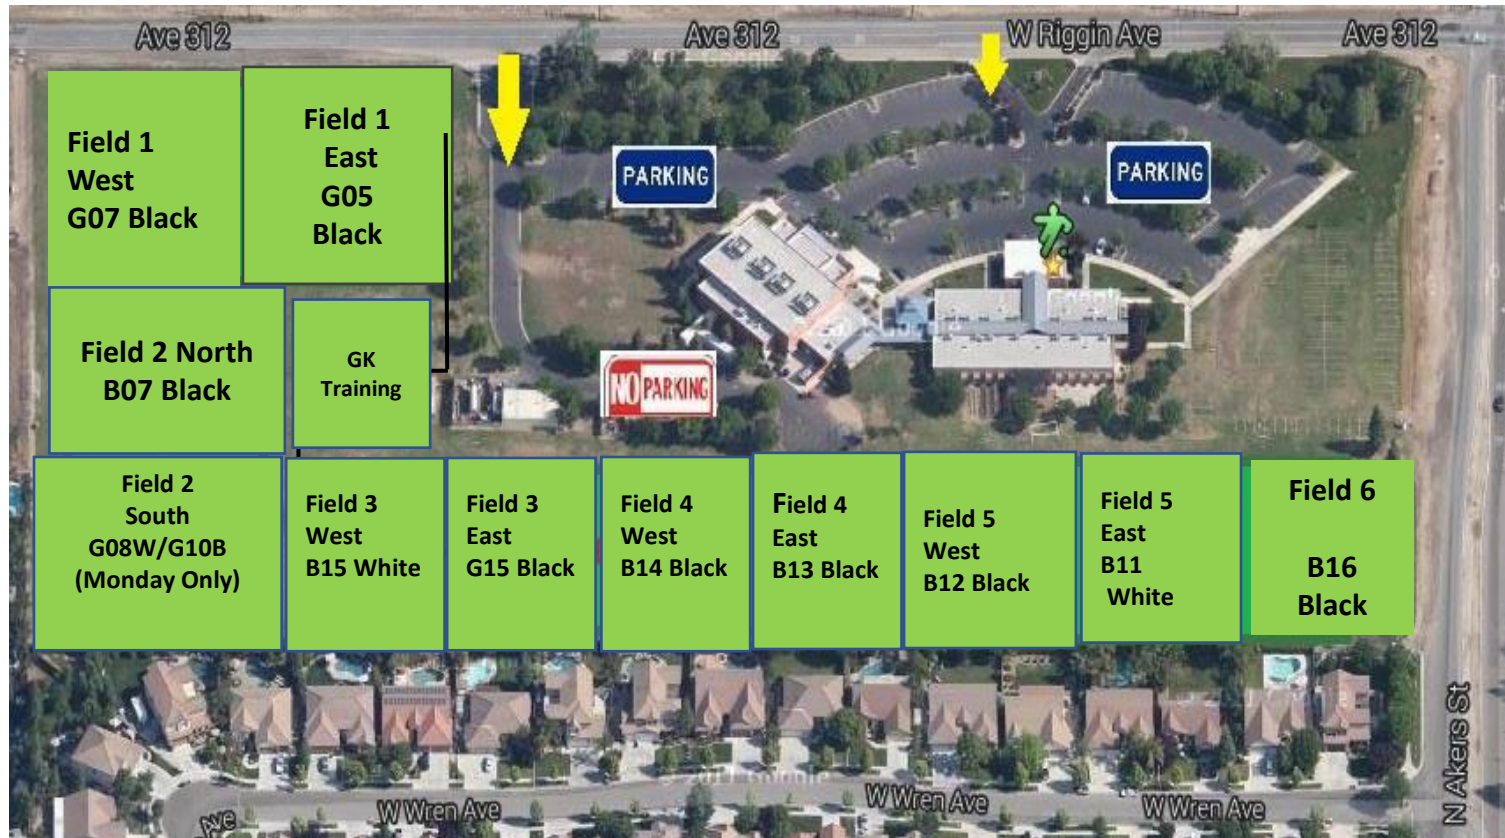 Ave 312
Ave 312
W Riggin Ave
Ave 312
Field 1
West
G07 Black
Field 1
East
G05
Black
PARKING
PARKING
Field 2 North
B07 Black
GK
Training
NO PARKING
Field 2
South
G08W/G10B
(Monday Only)
Field 3
West
B15 White
Field 3
East
G15 Black
Field 4
West
B14 Black
Field 4
East
B13 Black
Field 5
West
B12 Black
Field 5
East
B11
White
Field 6
B16
Black
N Akers St
Ave
W Wren Ave
W Wren Ave
W Wren Ave